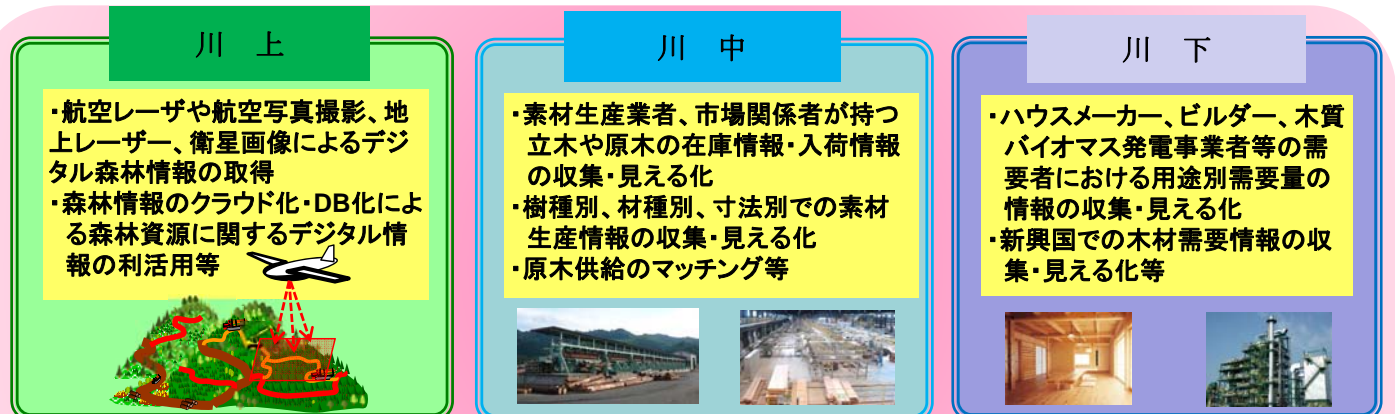 川 上
・航空レーザや航空写真撮影、地
上レーザー、衛星画像によるデジ
タル森林情報の取得
・森林情報のクラウド化・DB化によ
る森林資源に関するデジタル情
報の利活用等
川 中
・素材生産業者、市場関係者が持つ
立木や原木の在庫情報・入荷情報
の収集・見える化
・樹種別、材種別、寸法別での素材
生産情報の収集・見える化
・原木供給のマッチング等
川 下
・ハウスメーカー、ビルダー、木質
バイオマス発電事業者等の需
要者における用途別需要量の
情報の収集・見える化
・新興国での木材需要情報の収
集・見える化等